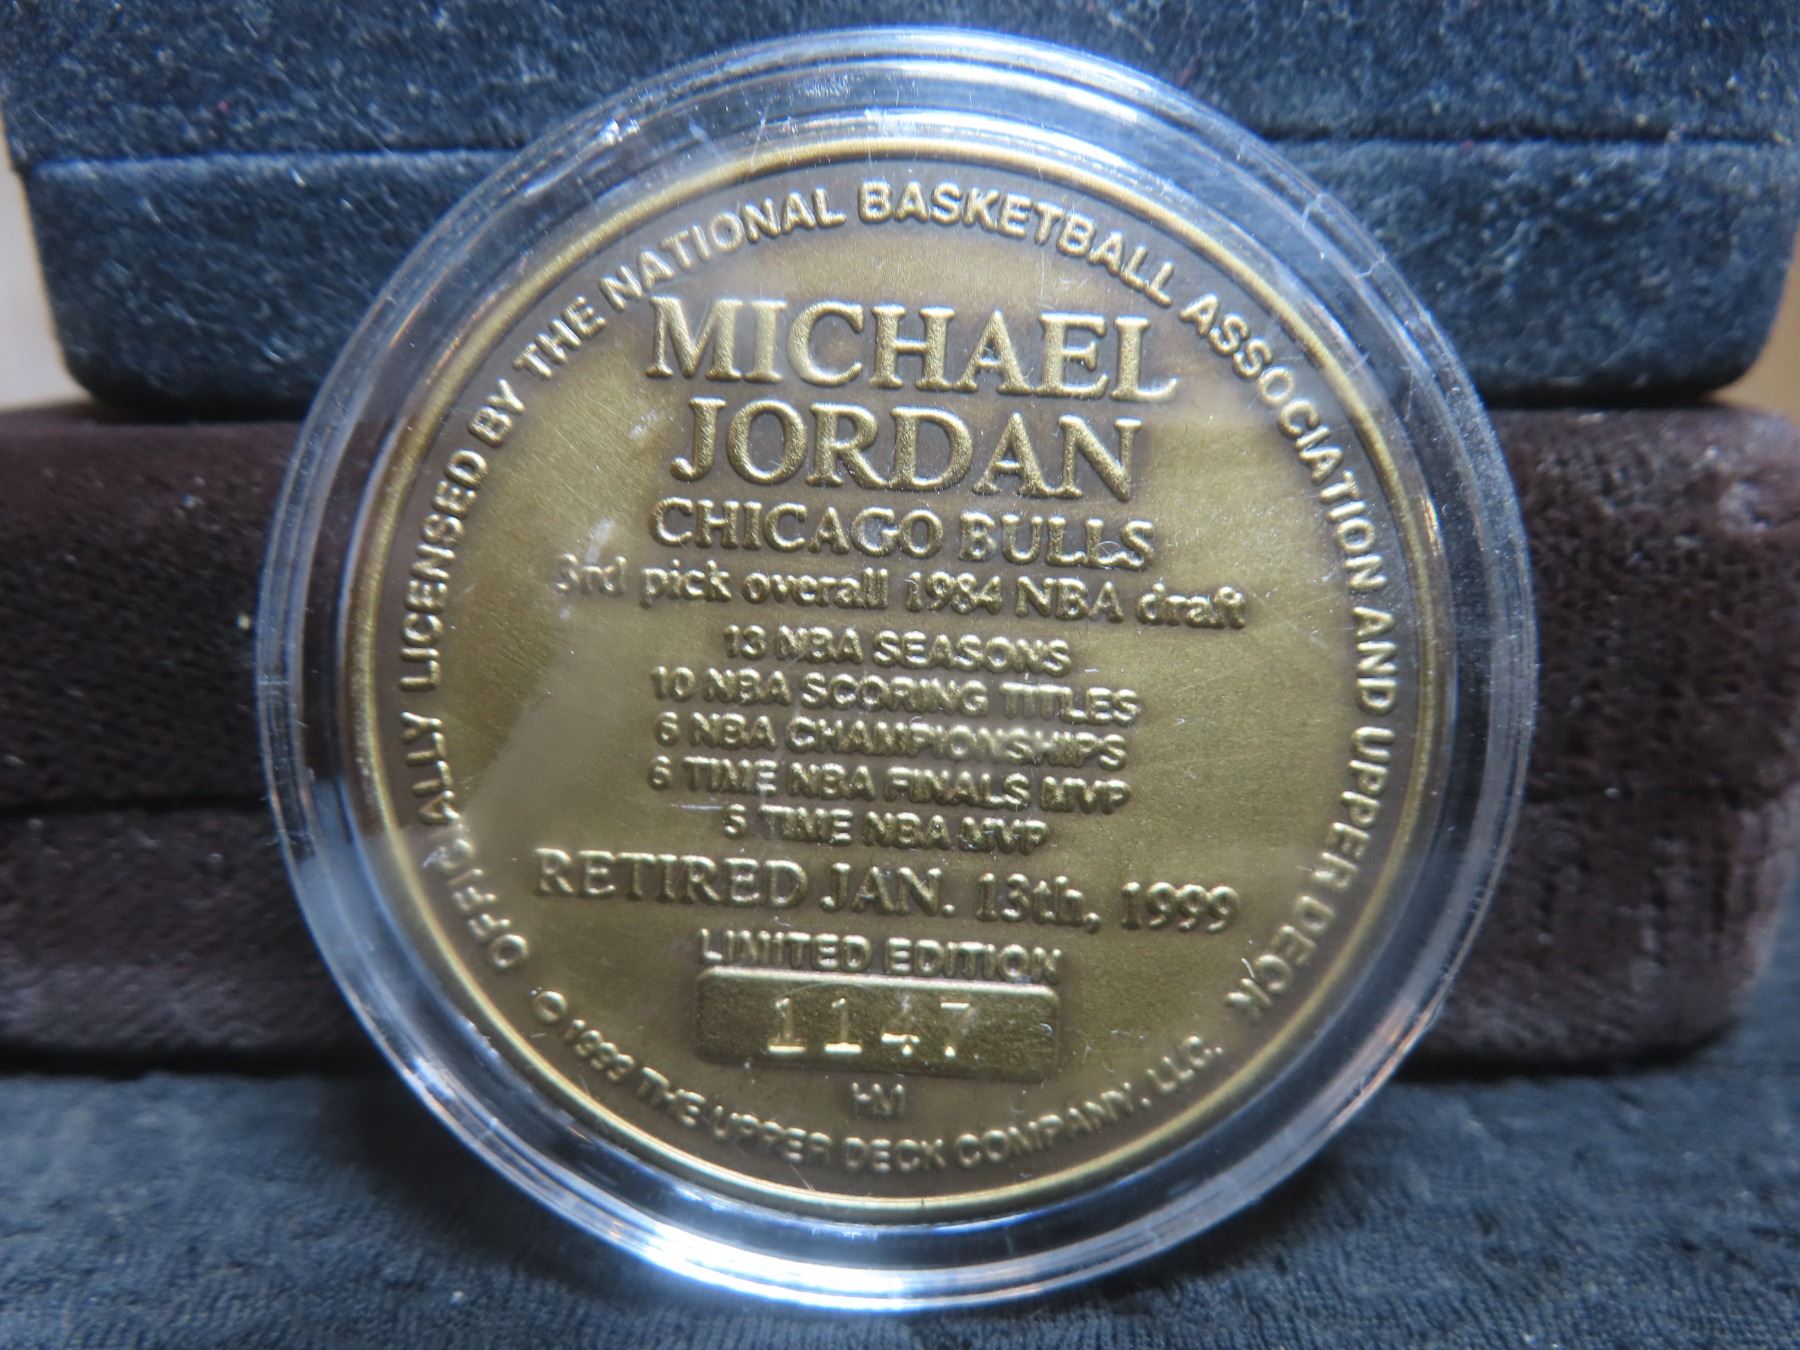 OFFICIALLY LICENSED BY THE NATIONAL BASKETBALL ASSOCIATION AND UPPER DECK
MICHAEL
JORDAN
CHICAGO BULLS
3rd pick overall 1984 NBA draft
13 NBA SEASONS
10 NBA SCORING TITLES
6 NBA CHAMPIONSHIPS
6 TIME NBA FINALS MVP
5 TIME NBA MVP
RETIRED JAN. 13th, 1999
LIMITED EDITION
1147
HM
© 1999 THE UPPER DECK COMPANY, LLC.